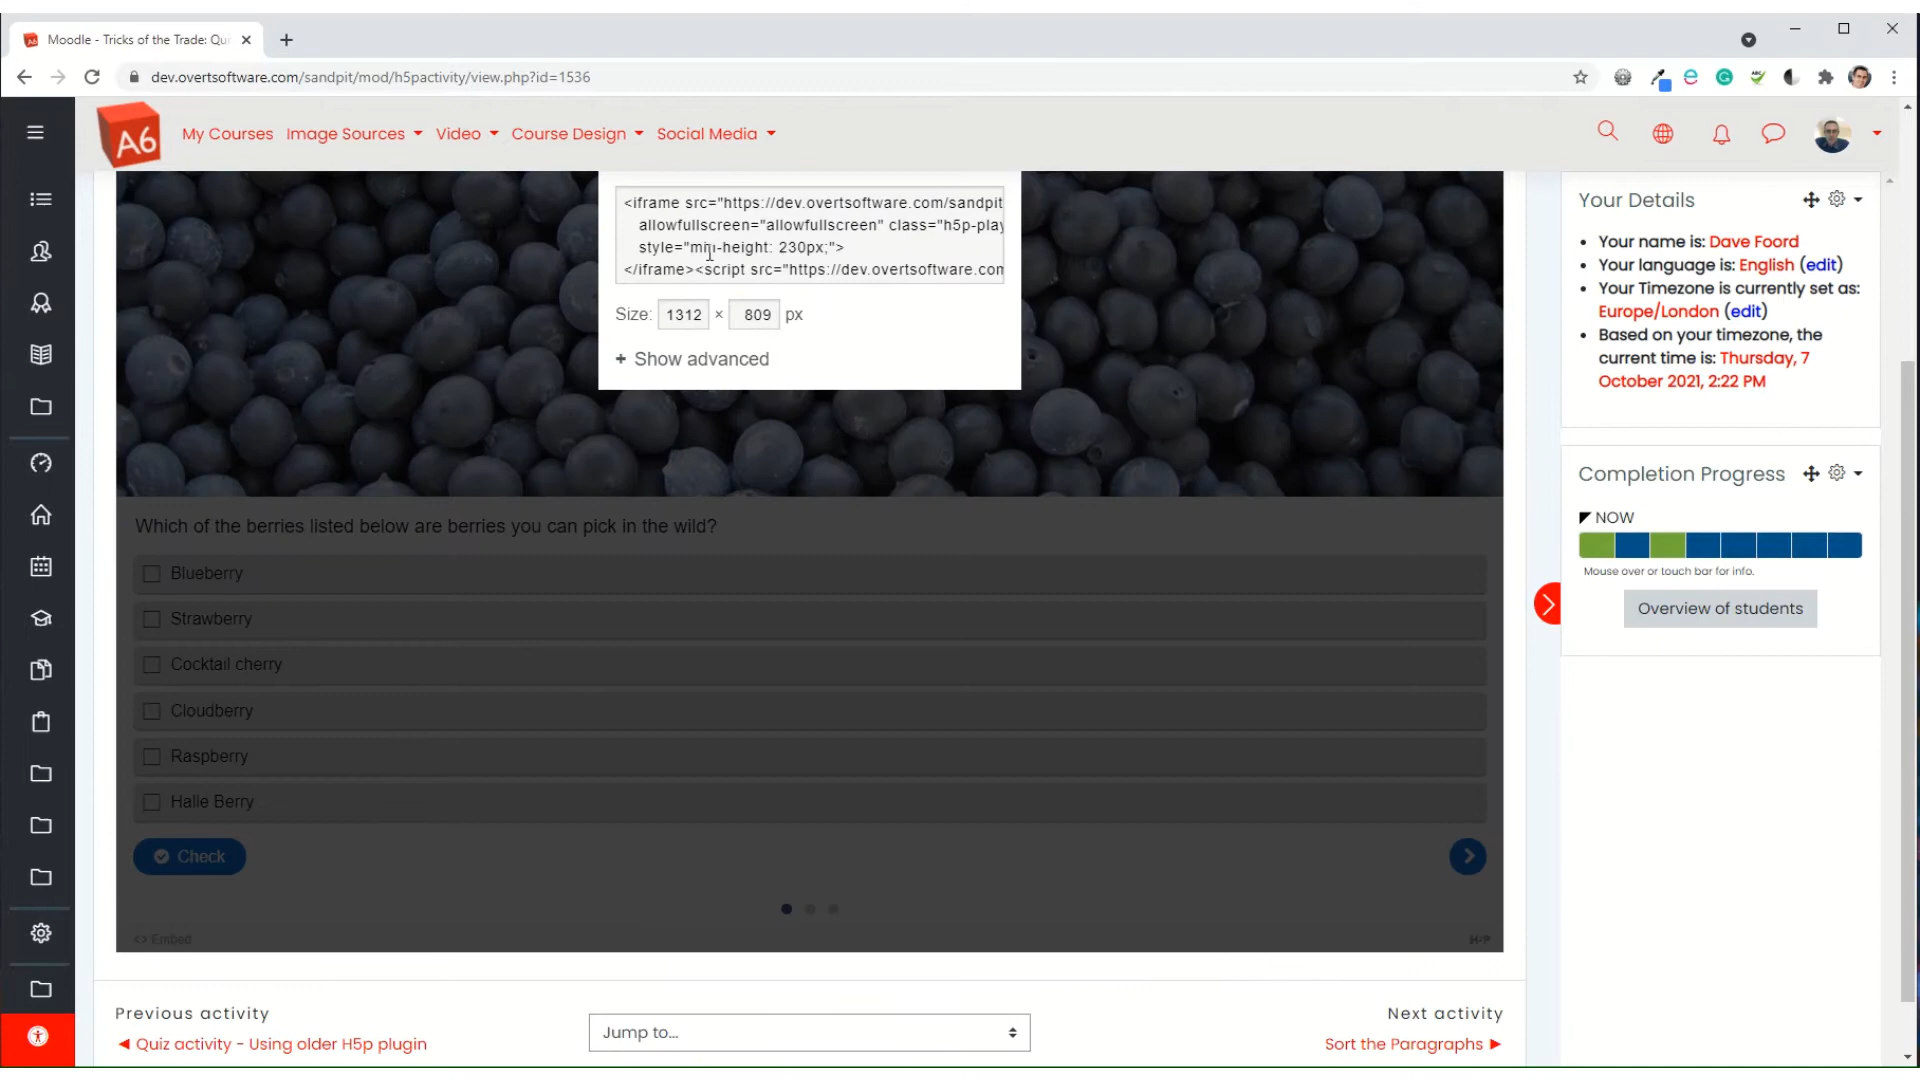 Moodle - Tricks of the Trade: Qu
dev.overtsoftware.com/sandpit/mod/h5pactivity/view.php?id=1536
A6
My Courses
Image Sources
Video
Course Design
Social Media
<iframe src="https://dev.overtsoftware.com/sandpit
allowfullscreen="allowfullscreen" class="h5p-play
style="min-height: 230px;">
</iframe><script src="https://dev.overtsoftware.com
Size: 1312 × 809 px
+ Show advanced
Which of the berries listed below are berries you can pick in the wild?
Blueberry
Strawberry
Cocktail cherry
Cloudberry
Raspberry
Halle Berry
Check
<> Embed
H5P
Previous activity
◄ Quiz activity - Using older H5p plugin
Jump to...
Next activity
Sort the Paragraphs ►
Your Details
Your name is: Dave Foord
Your language is: English (edit)
Your Timezone is currently set as:
Europe/London (edit)
Based on your timezone, the
current time is: Thursday, 7
October 2021, 2:22 PM
Completion Progress
NOW
Mouse over or touch bar for info.
Overview of students